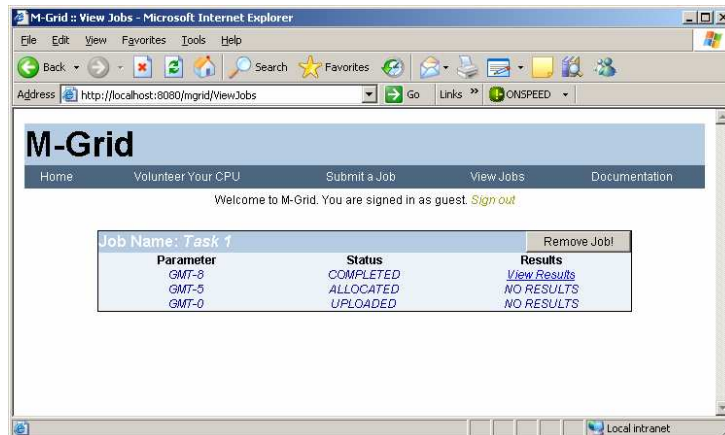 M-Grid :: View Jobs - Microsoft Internet Explorer
File Edit View Favorites Tools Help
Back Search Favorites
Address http://localhost:8080/mgrid/ViewJobs Go Links » ONSPEED
M-Grid
Home Volunteer Your CPU Submit a Job View Jobs Documentation
Welcome to M-Grid. You are signed in as guest. Sign out
Job Name: Task 1 Remove Job!
Parameter Status Results
GMT-8 COMPLETED View Results
GMT-5 ALLOCATED NO RESULTS
GMT-0 UPLOADED NO RESULTS
Local intranet